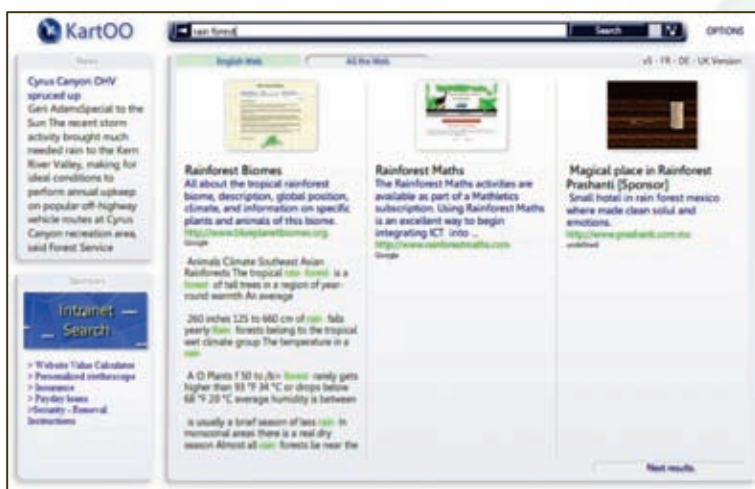 KartOO
rain forest
Search
OPTIONS
News
English Web
All the Web
v5 - FR - DE - UK Version
Cyrus Canyon OHV
spruced up
Geri AdamsSpecial to the
Sun The recent storm
activity brought much
needed rain to the Kern
River Valley, making for
ideal conditions to
perform annual upkeep
on popular off-highway
vehicle routes at Cyrus
Canyon recreation area,
said Forest Service
Sponsors
Intranet
Search
> Website Value Calculator
> Personalized stethoscope
> Insurance
> Payday loans
>Security - Removal
Instructions
Rainforest Biomes
All about the tropical rainforest
biome, description, global position,
climate, and information on specific
plants and animals of this biome.
http://www.blueplanetbiomes.org
Google
Animals Climate Southeast Asian
Rainforests The tropical rain forest is a
forest of tall trees in a region of year-
round warmth An average
260 inches 125 to 660 cm of rain falls
yearly Rain forests belong to the tropical
wet climate group The temperature in a
rain
A O Plants f 50 to /b> forest rarely gets
higher than 93 °F 34 °C or drops below
68 °F 20 °C average humidity is between
is usually a brief season of less rain In
monsoonal areas there is a real dry
season Almost all rain forests lie near the
Rainforest Maths
The Rainforest Maths activities are
available as part of a Mathletics
subscription. Using Rainforest Maths
is an excellent way to begin
integrating ICT into ...
http://www.rainforestmaths.com
Google
Magical place in Rainforest
Prashanti [Sponsor]
Small hotel in rain forest mexico
where made clean solul and
emotions.
http://www.prashanti.com.mx
undefined
Next results